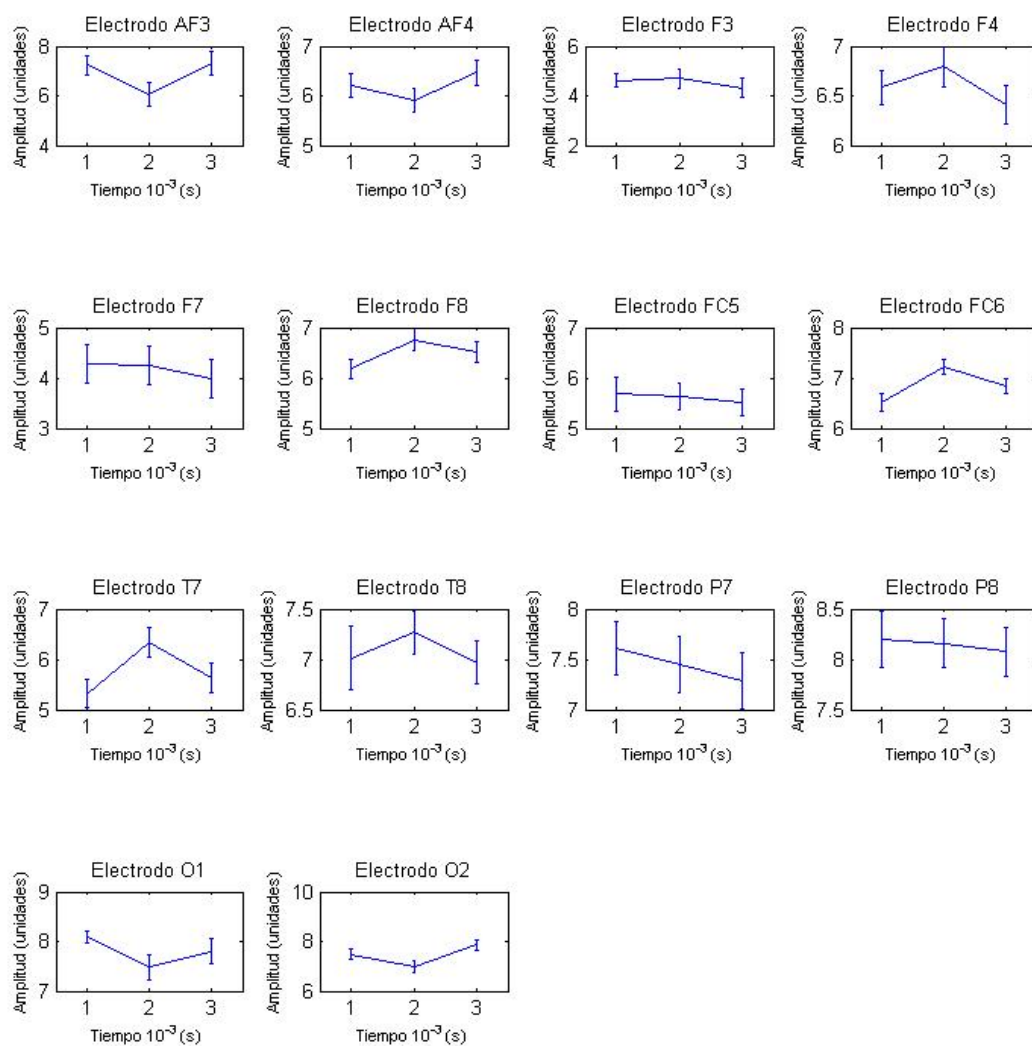 Electrodo AF3
Amplitud (unidades)
8
6
4
1 2 3
Tiempo 10⁻³ (s)
Electrodo AF4
Amplitud (unidades)
7
6
5
1 2 3
Tiempo 10⁻³ (s)
Electrodo F3
Amplitud (unidades)
6
4
2
1 2 3
Tiempo 10⁻³ (s)
Electrodo F4
Amplitud (unidades)
7
6.5
6
1 2 3
Tiempo 10⁻³ (s)
Electrodo F7
Amplitud (unidades)
5
4
3
1 2 3
Tiempo 10⁻³ (s)
Electrodo F8
Amplitud (unidades)
7
6
5
1 2 3
Tiempo 10⁻³ (s)
Electrodo FC5
Amplitud (unidades)
7
6
5
1 2 3
Tiempo 10⁻³ (s)
Electrodo FC6
Amplitud (unidades)
8
7
6
1 2 3
Tiempo 10⁻³ (s)
Electrodo T7
Amplitud (unidades)
7
6
5
1 2 3
Tiempo 10⁻³ (s)
Electrodo T8
Amplitud (unidades)
7.5
7
6.5
1 2 3
Tiempo 10⁻³ (s)
Electrodo P7
Amplitud (unidades)
8
7.5
7
1 2 3
Tiempo 10⁻³ (s)
Electrodo P8
Amplitud (unidades)
8.5
8
7.5
1 2 3
Tiempo 10⁻³ (s)
Electrodo O1
Amplitud (unidades)
9
8
7
1 2 3
Tiempo 10⁻³ (s)
Electrodo O2
Amplitud (unidades)
10
8
6
1 2 3
Tiempo 10⁻³ (s)